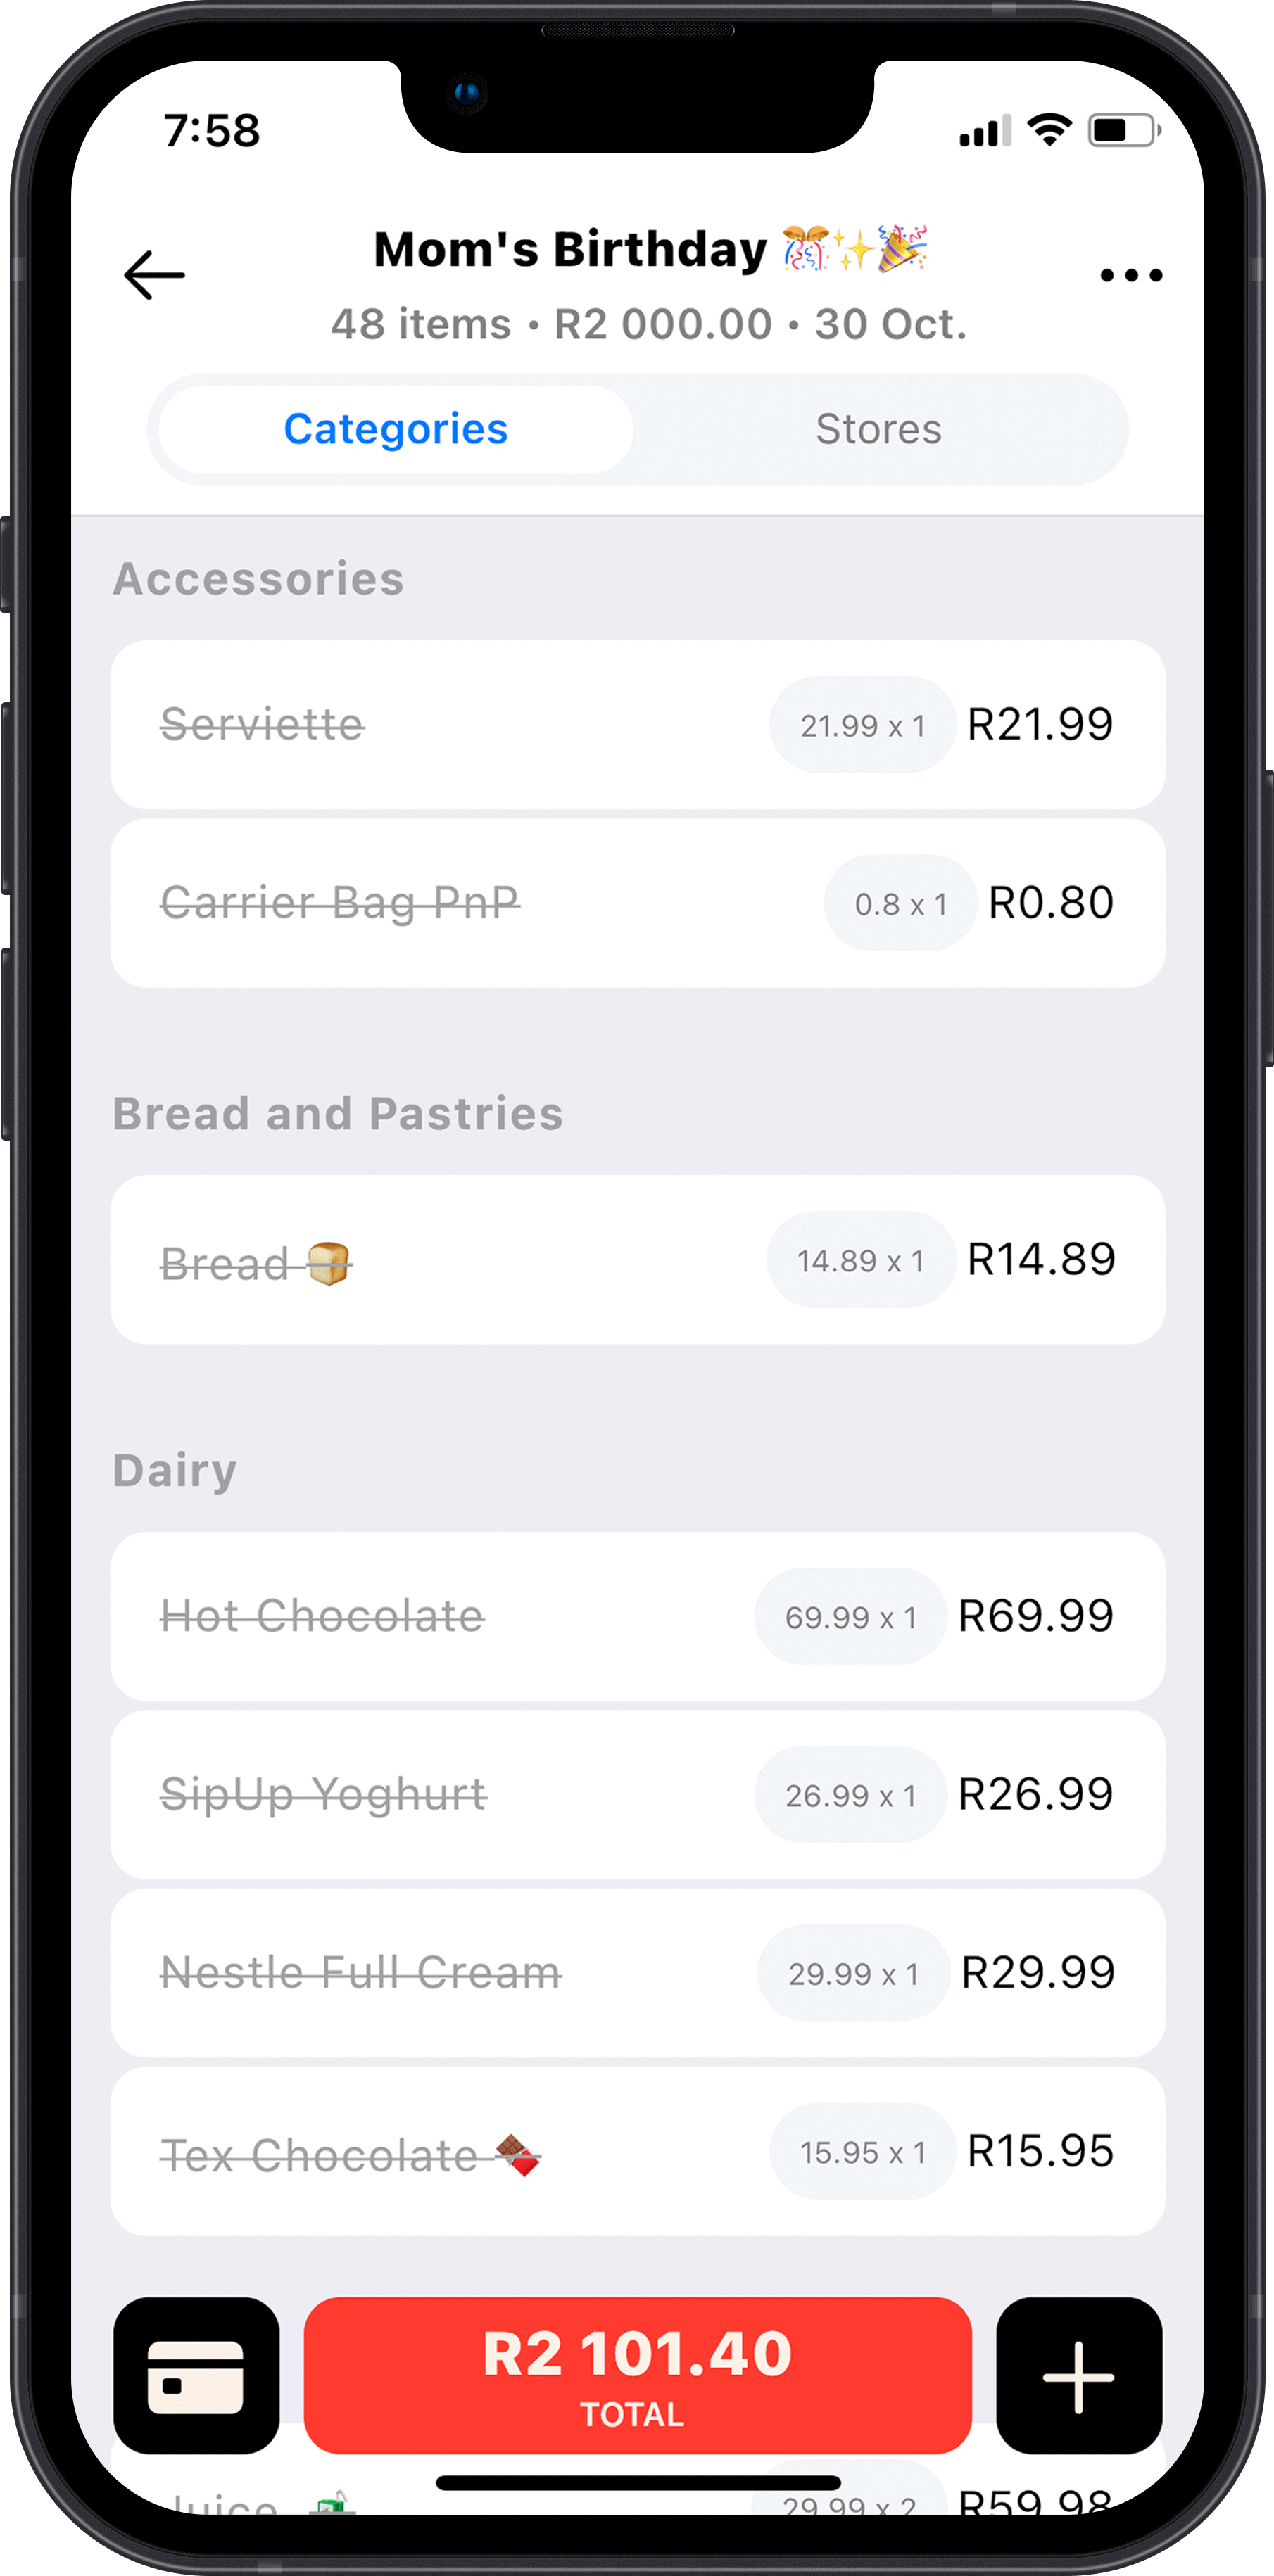 7:58
Mom's Birthday 🎊✨🎉
48 items • R2 000.00 • 30 Oct.
Categories Stores
Accessories
Serviette 21.99 x 1 R21.99
Carrier Bag PnP 0.8 x 1 R0.80
Bread and Pastries
Bread 🍞 14.89 x 1 R14.89
Dairy
Hot Chocolate 69.99 x 1 R69.99
SipUp Yoghurt 26.99 x 1 R26.99
Nestle Full Cream 29.99 x 1 R29.99
Tex Chocolate 🍫 15.95 x 1 R15.95
R2 101.40
TOTAL
Juice 🧃 29.99 x 2 R59.98